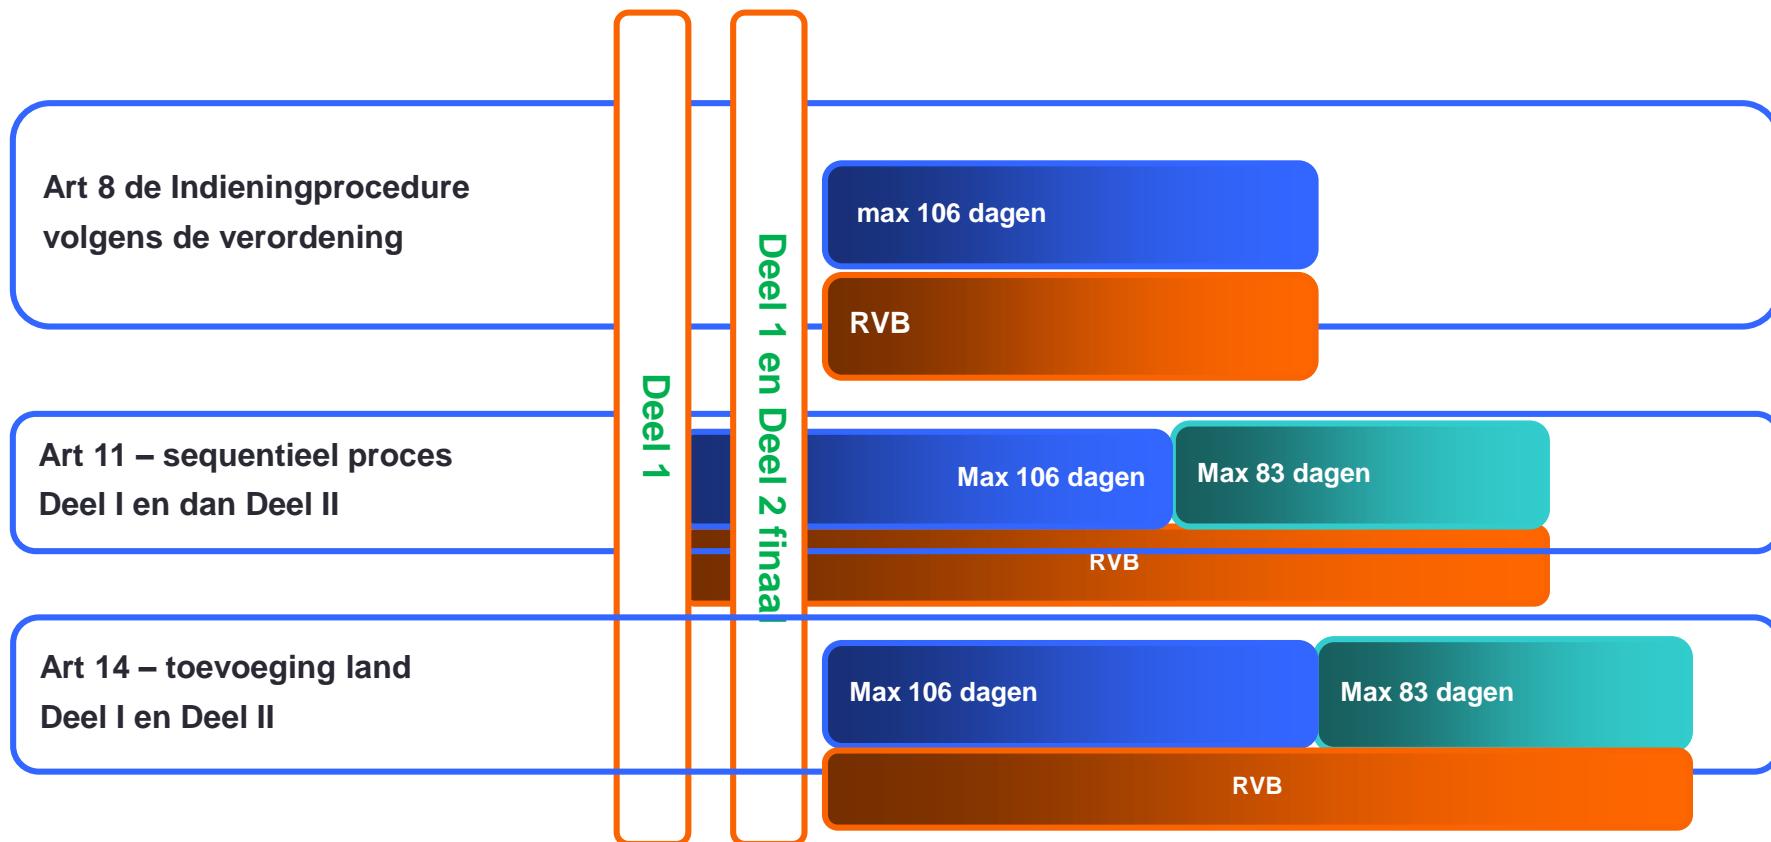 Art 8 de Indieningprocedure
volgens de verordening
max 106 dagen
RVB
Deel 1
Deel 1 en Deel 2 finaal
Art 11 – sequentieel proces
Deel I en dan Deel II
Max 106 dagen
Max 83 dagen
RVB
Art 14 – toevoeging land
Deel I en Deel II
Max 106 dagen
Max 83 dagen
RVB